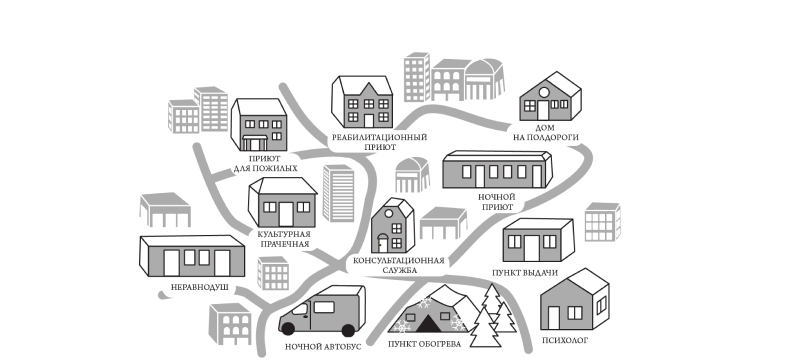 РЕАБИЛИТАЦИОННЫЙ
ПРИЮТ
ДОМ
НА ПОЛДОРОГИ
ПРИЮТ
ДЛЯ ПОЖИЛЫХ
НОЧНОЙ
ПРИЮТ
КУЛЬТУРНАЯ
ПРАЧЕЧНАЯ
КОНСУЛЬТАЦИОННАЯ
СЛУЖБА
ПУНКТ ВЫДАЧИ
НЕРАВНОДУШ
НОЧНОЙ АВТОБУС
ПУНКТ ОБОГРЕВА
ПСИХОЛОГ